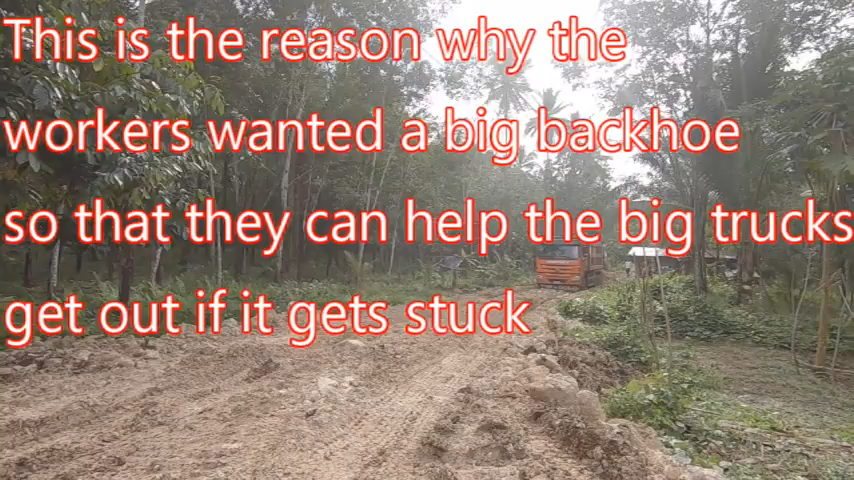 This is the reason why the
workers wanted a big backhoe
so that they can help the big trucks
get out if it gets stuck